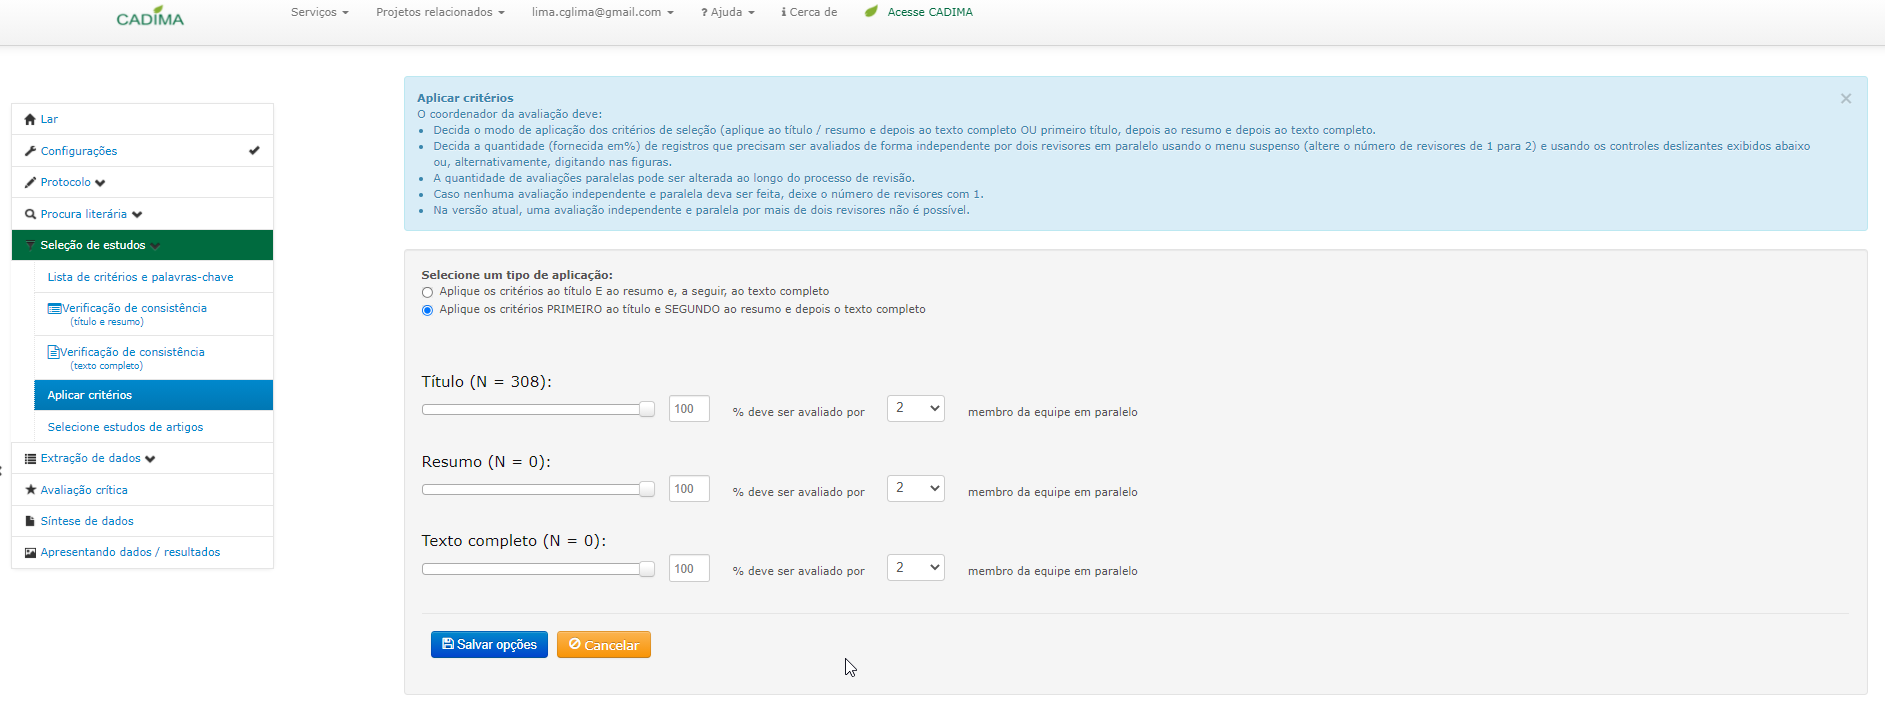 CADIMA
Serviços
Projetos relacionados
lima.cglima@gmail.com
? Ajuda
i Cerca de
Acesse CADIMA
Lar
Configurações
Protocolo
Procura literária
Seleção de estudos
Lista de critérios e palavras-chave
Verificação de consistência
(título e resumo)
Verificação de consistência
(texto completo)
Aplicar critérios
Selecione estudos de artigos
Extração de dados
Avaliação crítica
Síntese de dados
Apresentando dados / resultados
Aplicar critérios
O coordenador da avaliação deve:
• Decida o modo de aplicação dos critérios de seleção (aplique ao título / resumo e depois ao texto completo OU primeiro título, depois ao resumo e depois ao texto completo.
• Decida a quantidade (fornecida em%) de registros que precisam ser avaliados de forma independente por dois revisores em paralelo usando o menu suspenso (altere o número de revisores de 1 para 2) e usando os controles deslizantes exibidos abaixo
ou, alternativamente, digitando nas figuras.
• A quantidade de avaliações paralelas pode ser alterada ao longo do processo de revisão.
• Caso nenhuma avaliação independente e paralela deva ser feita, deixe o número de revisores com 1.
• Na versão atual, uma avaliação independente e paralela por mais de dois revisores não é possível.
×
Selecione um tipo de aplicação:
Aplique os critérios ao título E ao resumo e, a seguir, ao texto completo
Aplique os critérios PRIMEIRO ao título e SEGUNDO ao resumo e depois o texto completo
Título (N = 308):
100 % deve ser avaliado por 2 membro da equipe em paralelo
Resumo (N = 0):
100 % deve ser avaliado por 2 membro da equipe em paralelo
Texto completo (N = 0):
100 % deve ser avaliado por 2 membro da equipe em paralelo
Salvar opções
Cancelar